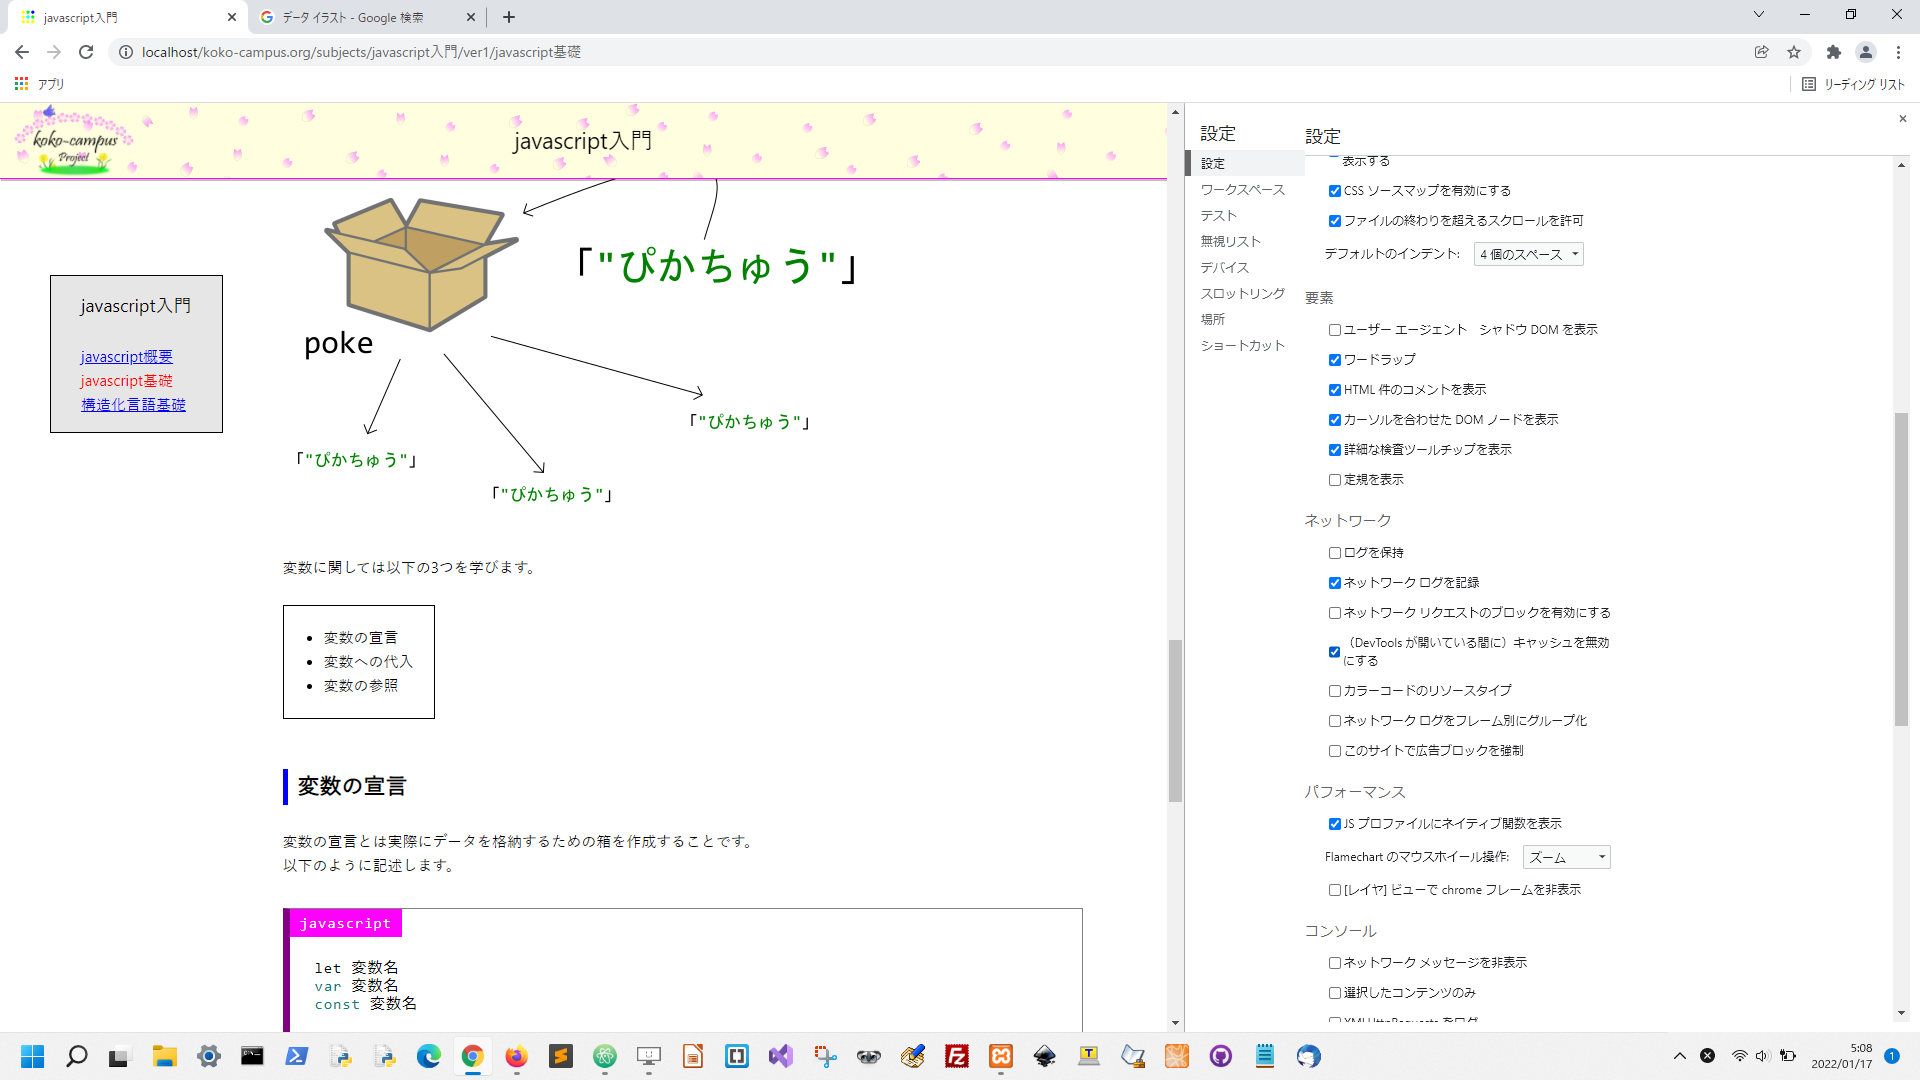 javascript入門
データ イラスト - Google 検索
localhost/koko-campus.org/subjects/javascript入門/ver1/javascript基礎
アプリ
リーディング リスト
koko-campus
Project
javascript入門
javascript入門
javascript概要
javascript基礎
構造化言語基礎
「"ぴかちゅう"」
poke
「"ぴかちゅう"」
「"ぴかちゅう"」
「"ぴかちゅう"」
変数に関しては以下の3つを学びます。
変数の宣言
変数への代入
変数の参照
変数の宣言
変数の宣言とは実際にデータを格納するための箱を作成することです。
以下のように記述します。
javascript
let 変数名
var 変数名
const 変数名
設定
設定
ワークスペース
テスト
無視リスト
デバイス
スロットリング
場所
ショートカット
設定
表示する
CSS ソースマップを有効にする
ファイルの終わりを超えるスクロールを許可
デフォルトのインデント: 4 個のスペース
要素
ユーザー エージェント シャドウ DOM を表示
ワードラップ
HTML 件のコメントを表示
カーソルを合わせた DOM ノードを表示
詳細な検査ツールチップを表示
定規を表示
ネットワーク
ログを保持
ネットワーク ログを記録
ネットワーク リクエストのブロックを有効にする
（DevTools が開いている間に）キャッシュを無効
にする
カラーコードのリソースタイプ
ネットワーク ログをフレーム別にグループ化
このサイトで広告ブロックを強制
パフォーマンス
JS プロファイルにネイティブ関数を表示
Flamechart のマウスホイール操作: ズーム
[レイヤ] ビューで chrome フレームを非表示
コンソール
ネットワーク メッセージを非表示
選択したコンテンツのみ
XMLHttpRequests をログ
5:08
2022/01/17
1